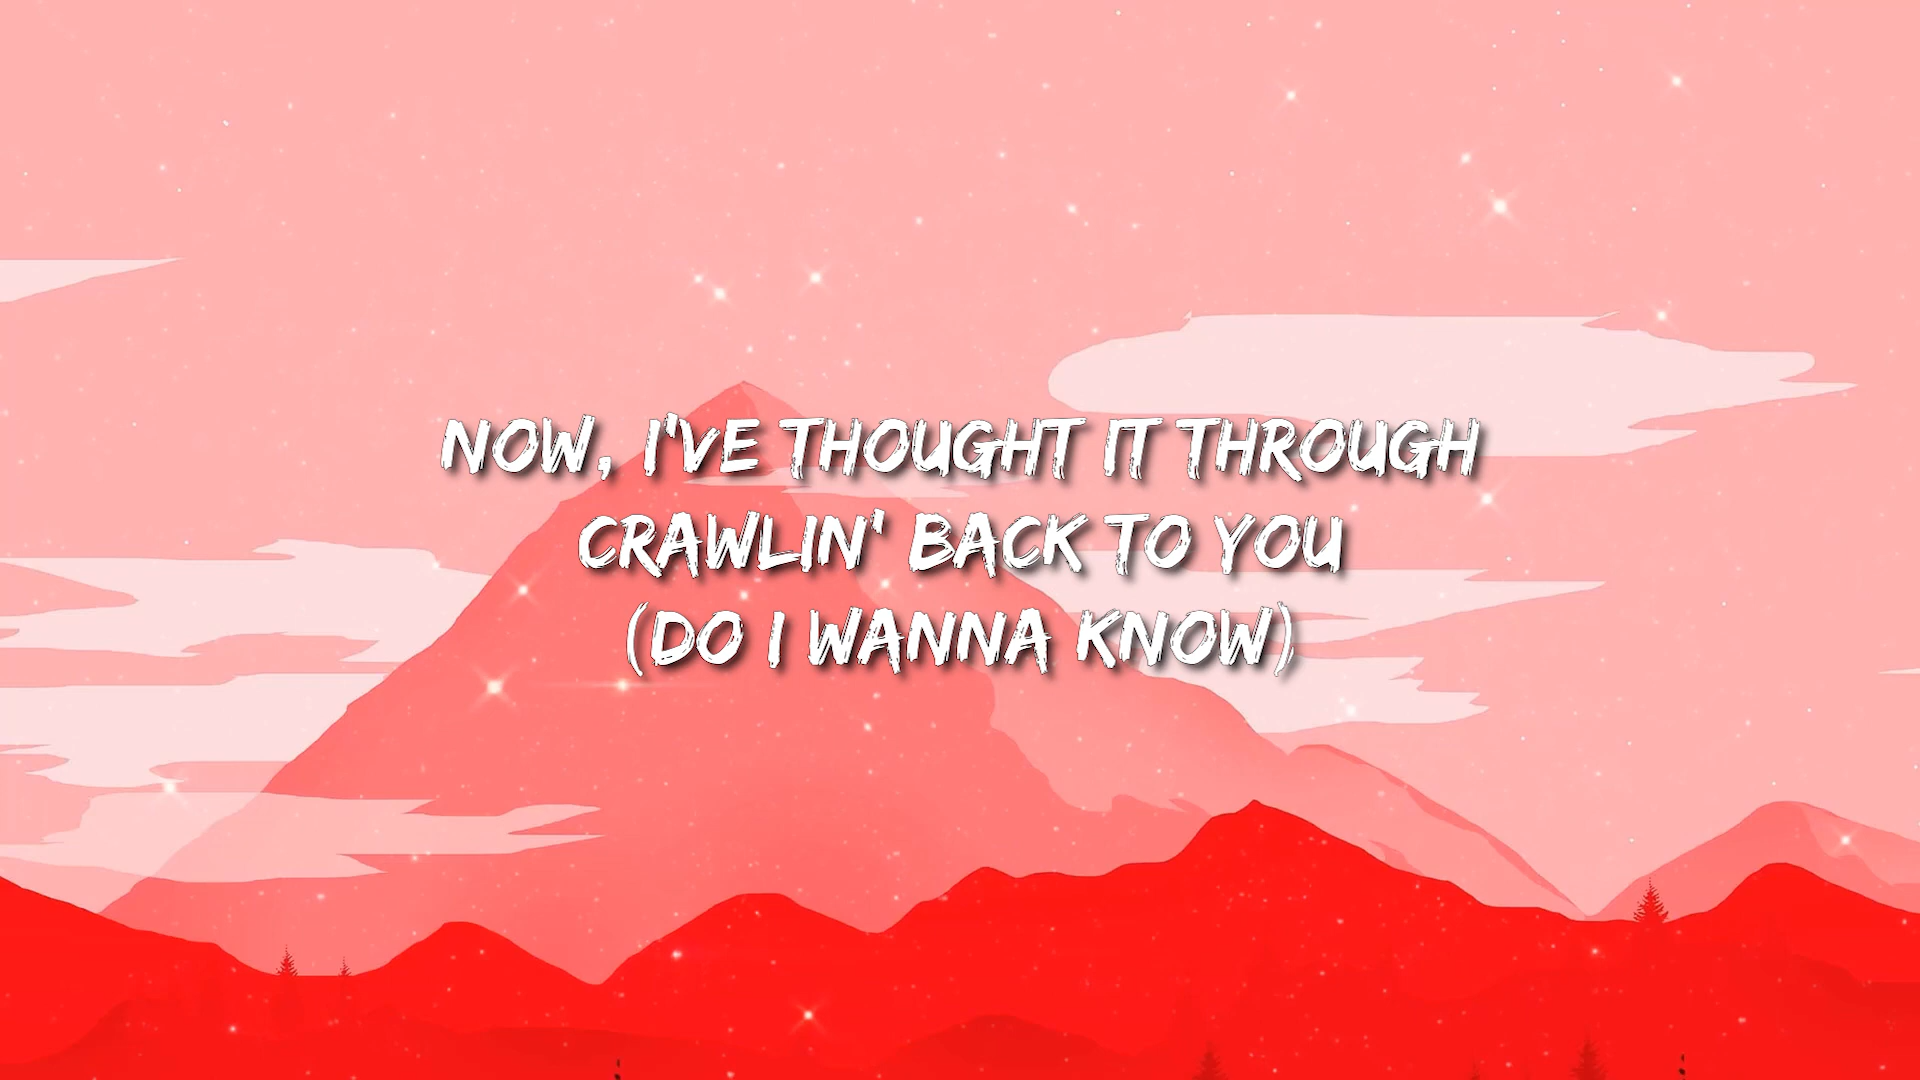 NOW, I'VE THOUGHT IT THROUGH
CRAWLIN' BACK TO YOU
(DO I WANNA KNOW)